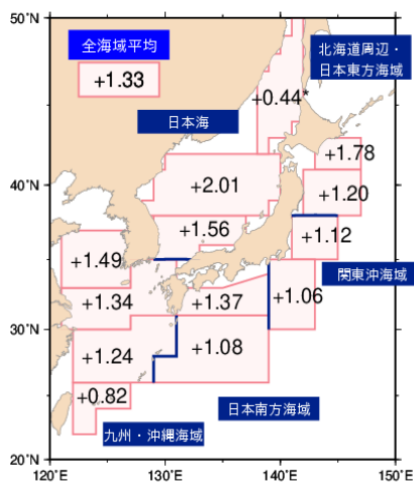 50˚N
全海域平均
+1.33
北海道周辺・
日本東方海域
+0.44*
日本海
+1.78
40˚N
+2.01
+1.20
+1.56
+1.12
+1.49
関東沖海域
+1.34
+1.37
+1.06
30˚N
+1.24
+1.08
+0.82
日本南方海域
九州・沖縄海域
20˚N
120˚E
130˚E
140˚E
150˚E